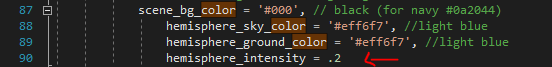 87 scene_bg_color = '#000', // black (for navy #0a2044)
88 hemisphere_sky_color = '#eff6f7', //light blue
89 hemisphere_ground_color = '#eff6f7', //light blue
90 hemisphere_intensity = .2